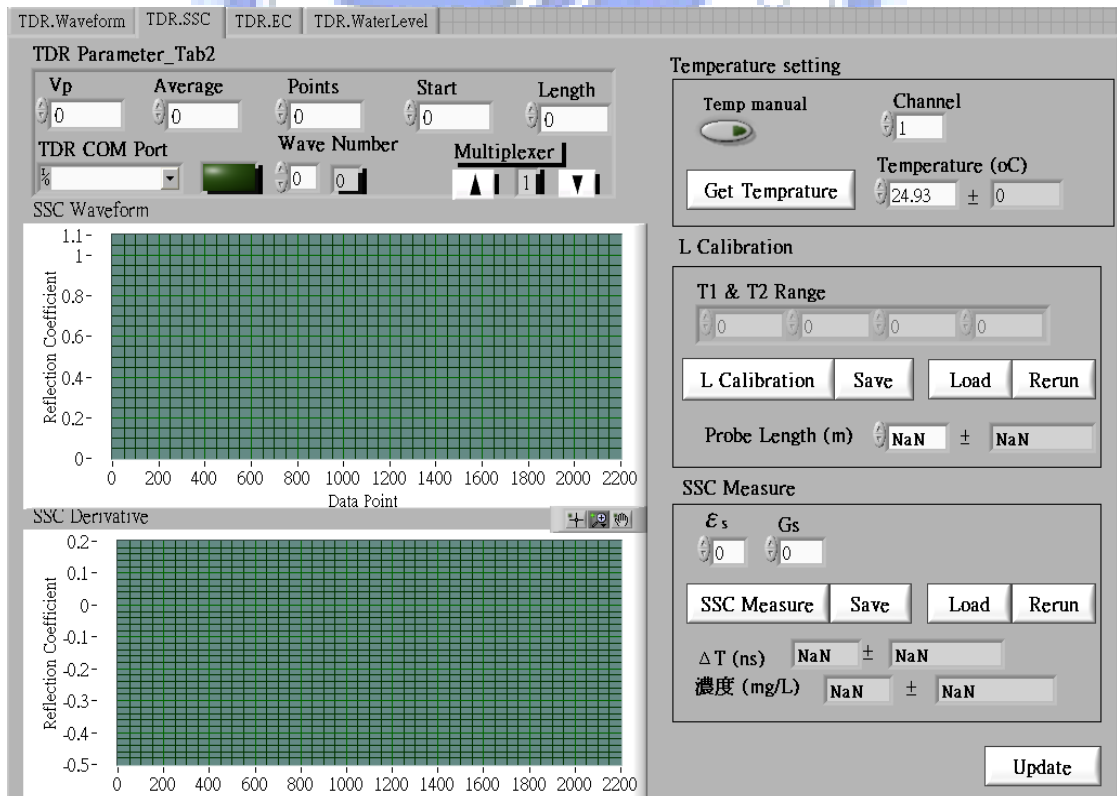 TDR.Waveform TDR.SSC TDR.EC TDR.WaterLevel
TDR Parameter_Tab2
Vp Average Points Start Length
0 0 0 0 0
TDR COM Port Wave Number Multiplexer
0 0 1
SSC Waveform
1.1
1
0.8
0.6
0.4
0.2
0
Reflection Coefficient
0 200 400 600 800 1000 1200 1400 1600 1800 2000 2200
Data Point
SSC Derivative
0.2
0.1
0
-0.1
-0.2
-0.3
-0.4
-0.5
Reflection Coefficient
0 200 400 600 800 1000 1200 1400 1600 1800 2000 2200
Temperature setting
Temp manual Channel
1
Temperature (oC)
Get Temprature 24.93 ± 0
L Calibration
T1 & T2 Range
0 0 0 0
L Calibration Save Load Rerun
Probe Length (m) NaN ± NaN
SSC Measure
εs Gs
0 0
SSC Measure Save Load Rerun
ΔT (ns) NaN ± NaN
濃度 (mg/L) NaN ± NaN
Update